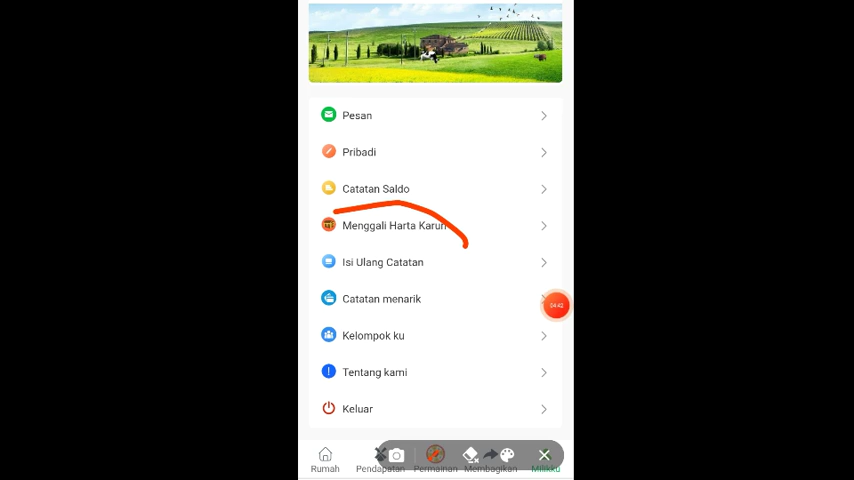 Pesan
Pribadi
Catatan Saldo
Menggali Harta Karun
Isi Ulang Catatan
Catatan menarik
04:42
Kelompok ku
Tentang kami
Keluar
Rumah Pendapatan Permainan Membagikan Milikku